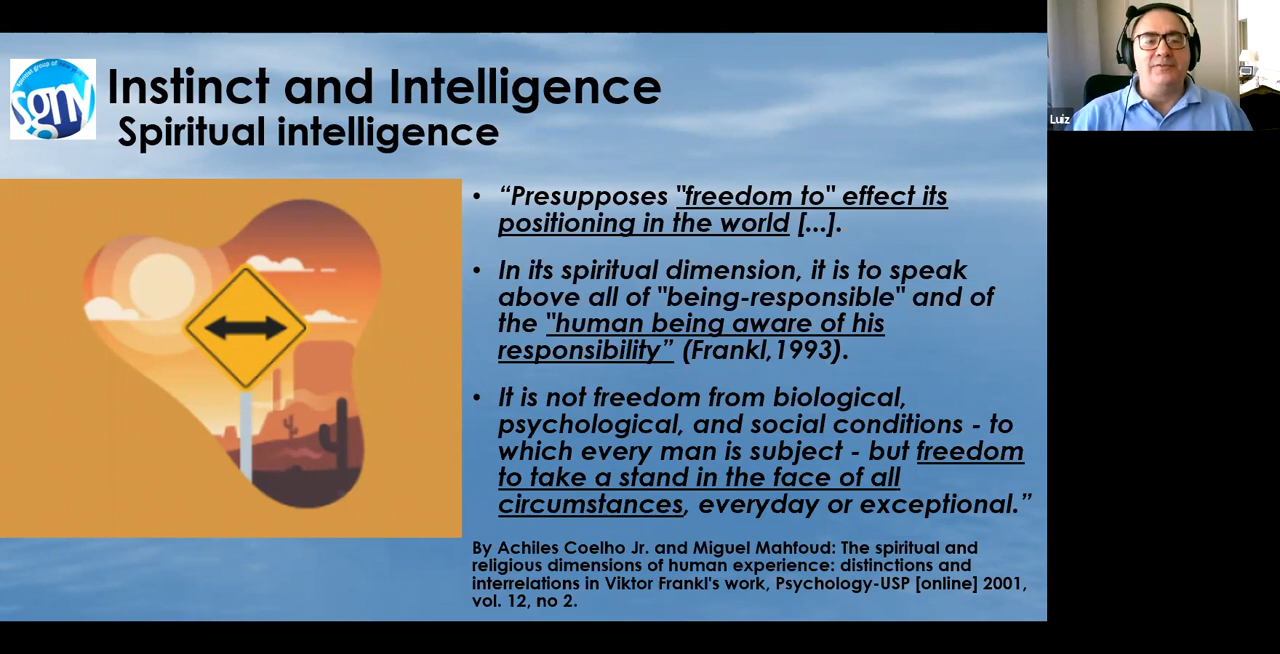 sgny
Instinct and Intelligence
Spiritual intelligence
Luiz
• “Presupposes "freedom to" effect its
positioning in the world [...].
• In its spiritual dimension, it is to speak
above all of "being-responsible" and of
the "human being aware of his
responsibility” (Frankl,1993).
• It is not freedom from biological,
psychological, and social conditions - to
which every man is subject - but freedom
to take a stand in the face of all
circumstances, everyday or exceptional.”
By Achiles Coelho Jr. and Miguel Mahfoud: The spiritual and
religious dimensions of human experience: distinctions and
interrelations in Viktor Frankl's work, Psychology-USP [online] 2001,
vol. 12, no 2.